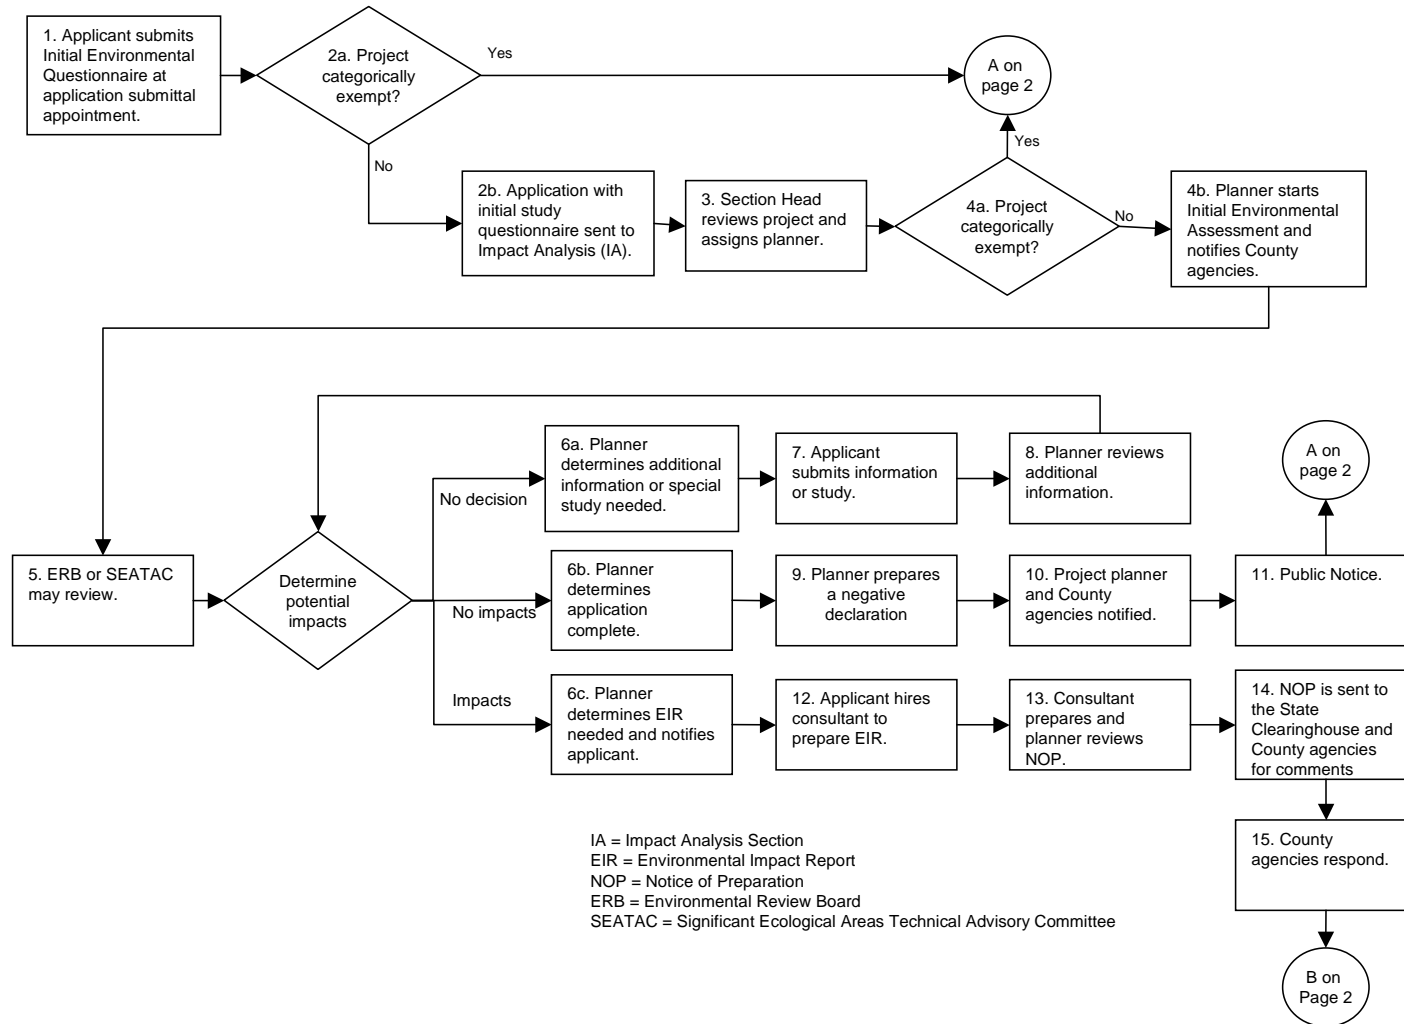 1. Applicant submits
Initial Environmental
Questionnaire at
application submittal
appointment.
2a. Project
categorically
exempt?
Yes
A on
page 2
No
2b. Application with
initial study
questionnaire sent to
Impact Analysis (IA).
3. Section Head
reviews project and
assigns planner.
4a. Project
categorically
exempt?
Yes
No
4b. Planner starts
Initial Environmental
Assessment and
notifies County
agencies.
5. ERB or SEATAC
may review.
Determine
potential
impacts
No decision
6a. Planner
determines additional
information or special
study needed.
7. Applicant
submits information
or study.
8. Planner reviews
additional
information.
No impacts
6b. Planner
determines
application
complete.
9. Planner prepares
a negative
declaration
10. Project planner
and County
agencies notified.
11. Public Notice.
A on
page 2
Impacts
6c. Planner
determines EIR
needed and notifies
applicant.
12. Applicant hires
consultant to
prepare EIR.
13. Consultant
prepares and
planner reviews
NOP.
14. NOP is sent to
the State
Clearinghouse and
County agencies
for comments
15. County
agencies respond.
B on
Page 2
IA = Impact Analysis Section
EIR = Environmental Impact Report
NOP = Notice of Preparation
ERB = Environmental Review Board
SEATAC = Significant Ecological Areas Technical Advisory Committee